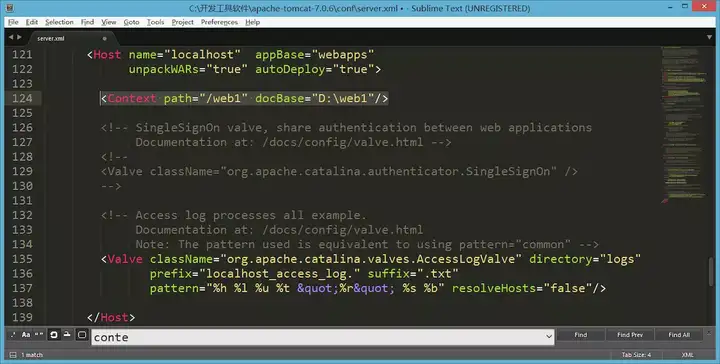 C:\开发工具软件\apache-tomcat-7.0.6\conf\server.xml • - Sublime Text (UNREGISTERED)
File Edit Selection Find View Goto Tools Project Preferences Help
server.xml
121 <Host name="localhost"  appBase="webapps"
122 unpackWARs="true" autoDeploy="true">
123
124 <Context path="/web1" docBase="D:\web1"/>
125
126 <!-- SingleSignOn valve, share authentication between web applications
127 Documentation at: /docs/config/valve.html -->
128 <!--
129 <Valve className="org.apache.catalina.authenticator.SingleSignOn" />
130 -->
131
132 <!-- Access log processes all example.
133 Documentation at: /docs/config/valve.html
134 Note: The pattern used is equivalent to using pattern="common" -->
135 <Valve className="org.apache.catalina.valves.AccessLogValve" directory="logs"
136 prefix="localhost_access_log." suffix=".txt"
137 pattern="%h %l %u %t &quot;%r&quot; %s %b" resolveHosts="false"/>
138
139 </Host>
.* Aa "" conte Find Find Prev Find All
1 match Tab Size: 4 XML